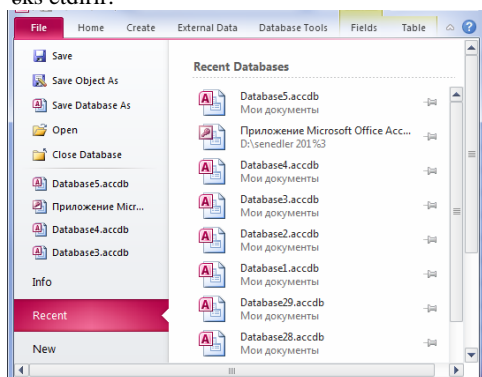 əks etdirir.
File Home Create External Data Database Tools Fields Table
Save
Save Object As
Save Database As
Open
Close Database
Database5.accdb
Приложение Micr...
Database4.accdb
Database3.accdb
Info
Recent
New
Recent Databases
Database5.accdb
Мои документы
Приложение Microsoft Office Acc...
D:\senedler 201%3
Database4.accdb
Мои документы
Database3.accdb
Мои документы
Database2.accdb
Мои документы
Database1.accdb
Мои документы
Database29.accdb
Мои документы
Database28.accdb
Мои документы